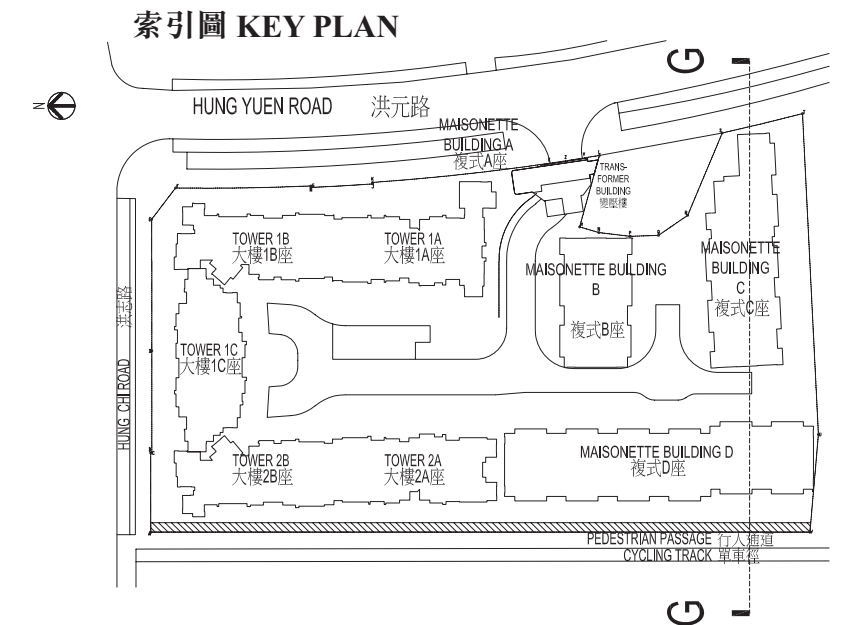 索引圖 KEY PLAN
G
N
HUNG YUEN ROAD 洪元路
MAISONETTE
BUILDING A
複式A座
TRANS-
FORMER
BUILDING
變壓樓
TOWER 1B
大樓1B座
TOWER 1A
大樓1A座
MAISONETTE BUILDING
B
複式B座
MAISONETTE
BUILDING
C
複式C座
HUNG CHI ROAD 洪志路
TOWER 1C
大樓1C座
TOWER 2B
大樓2B座
TOWER 2A
大樓2A座
MAISONETTE BUILDING D
複式D座
PEDESTRIAN PASSAGE 行人通道
CYCLING TRACK 單車徑
G